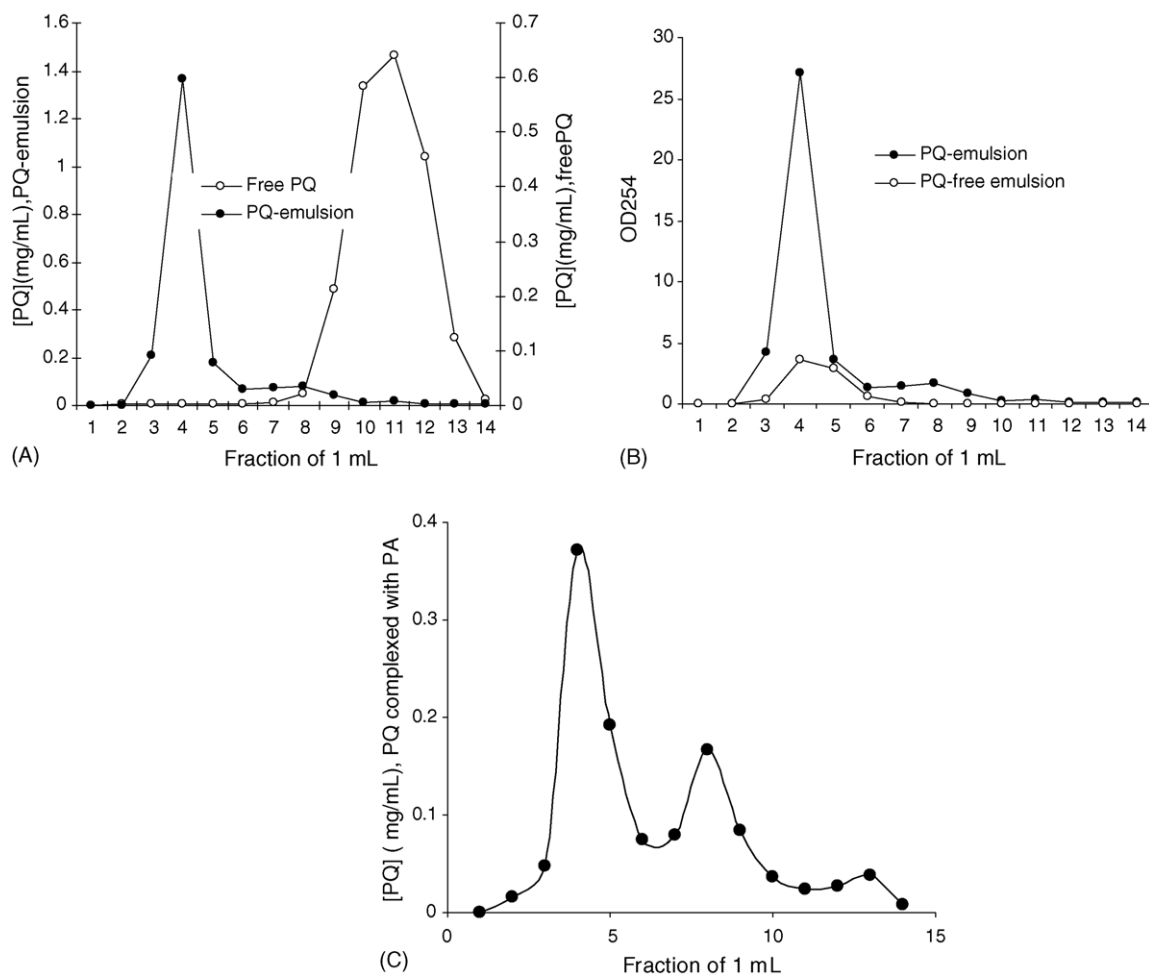 [PQ](mg/mL),PQ-emulsion
1.6
1.4
1.2
1
0.8
0.6
0.4
0.2
0
Free PQ
PQ-emulsion
0.7
0.6
0.5
0.4
0.3
0.2
0.1
0
[PQ](mg/mL),freePQ
1 2 3 4 5 6 7 8 9 10 11 12 13 14
Fraction of 1 mL
(A)
OD254
30
25
20
15
10
5
0
PQ-emulsion
PQ-free emulsion
1 2 3 4 5 6 7 8 9 10 11 12 13 14
Fraction of 1 mL
(B)
[PQ] ( mg/mL), PQ complexed with PA
0.4
0.3
0.2
0.1
0
0 5 10 15
Fraction of 1 mL
(C)